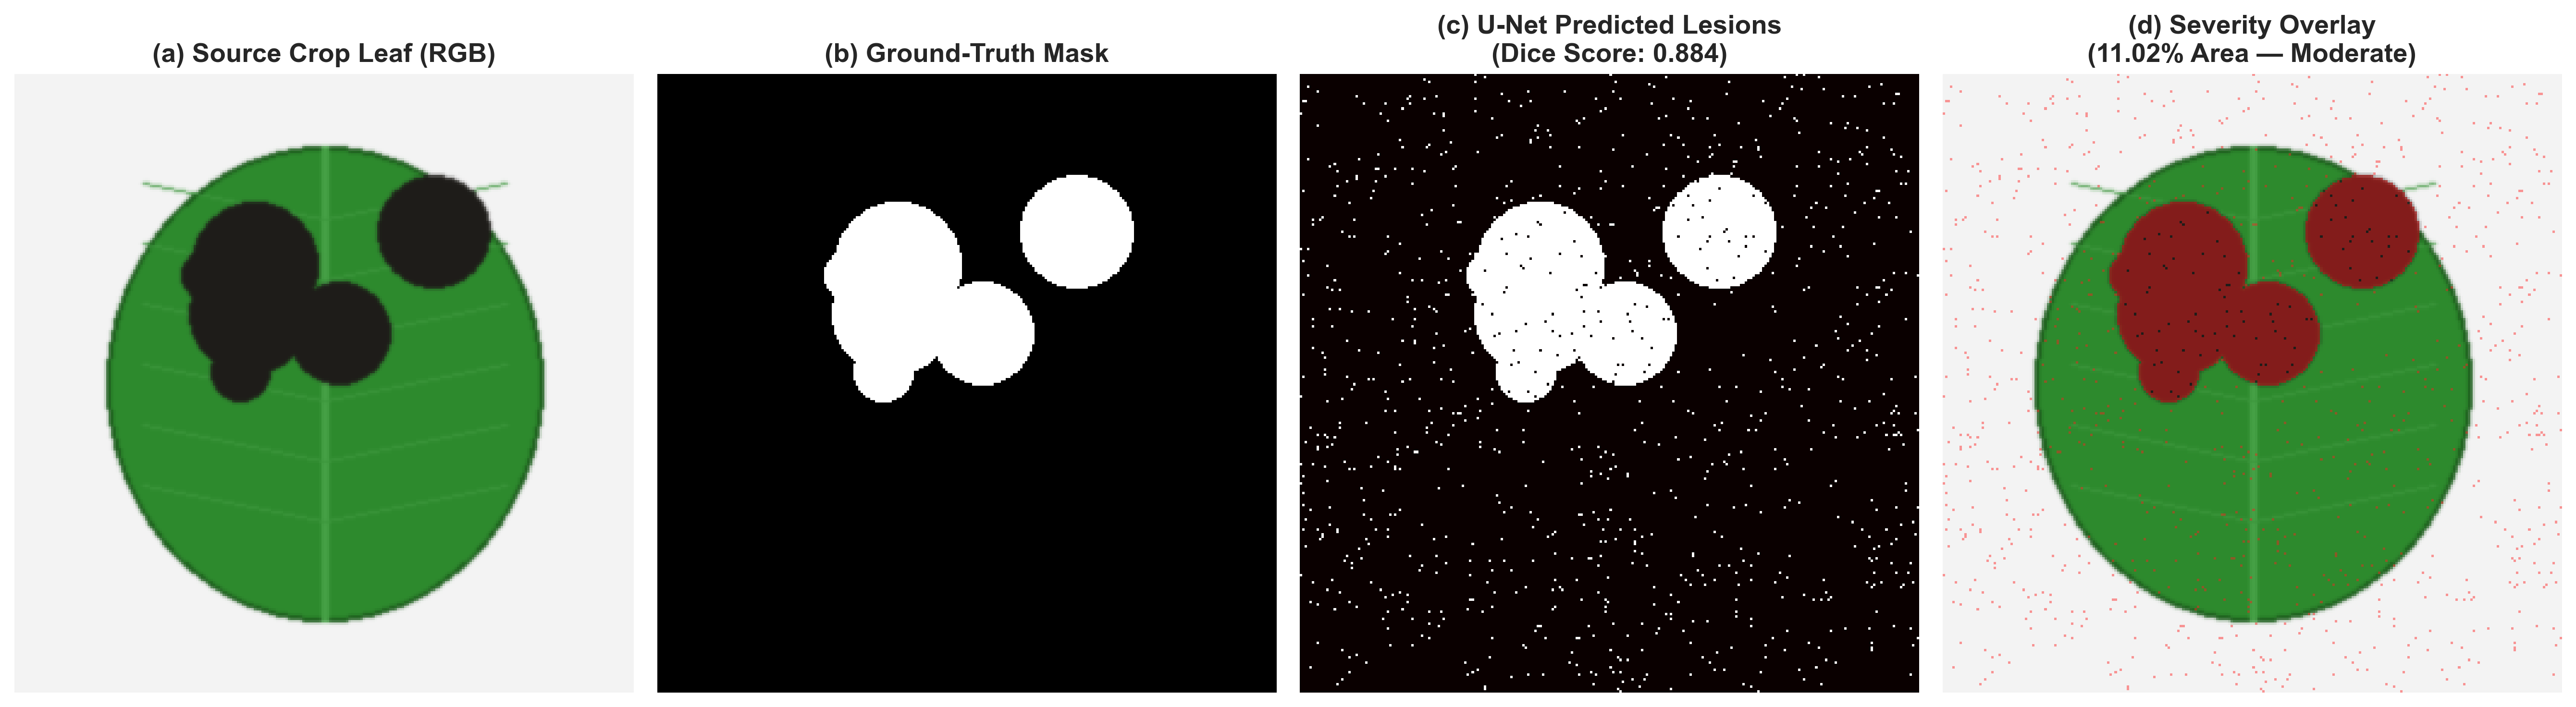 (a) Source Crop Leaf (RGB)
(b) Ground-Truth Mask
(c) U-Net Predicted Lesions
(Dice Score: 0.884)
(d) Severity Overlay
(11.02% Area — Moderate)